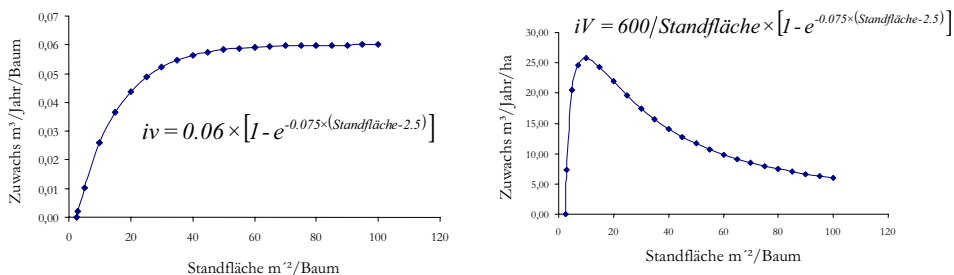 0,07
0,06
0,05
0,04
0,03
0,02
0,01
0,00
0 20 40 60 80 100 120
Zuwachs m³/Jahr/Baum
Standfläche m´²/Baum
iv = 0.06×[1-e^-0.075×(Standfläche-2.5)]
iV = 600/Standfläche×[1-e^-0.075×(Standfläche-2.5)]
30,00
25,00
20,00
15,00
10,00
5,00
0,00
0 20 40 60 80 100 120
Zuwachs m³/Jahr/ha
Standfläche m´²/Baum